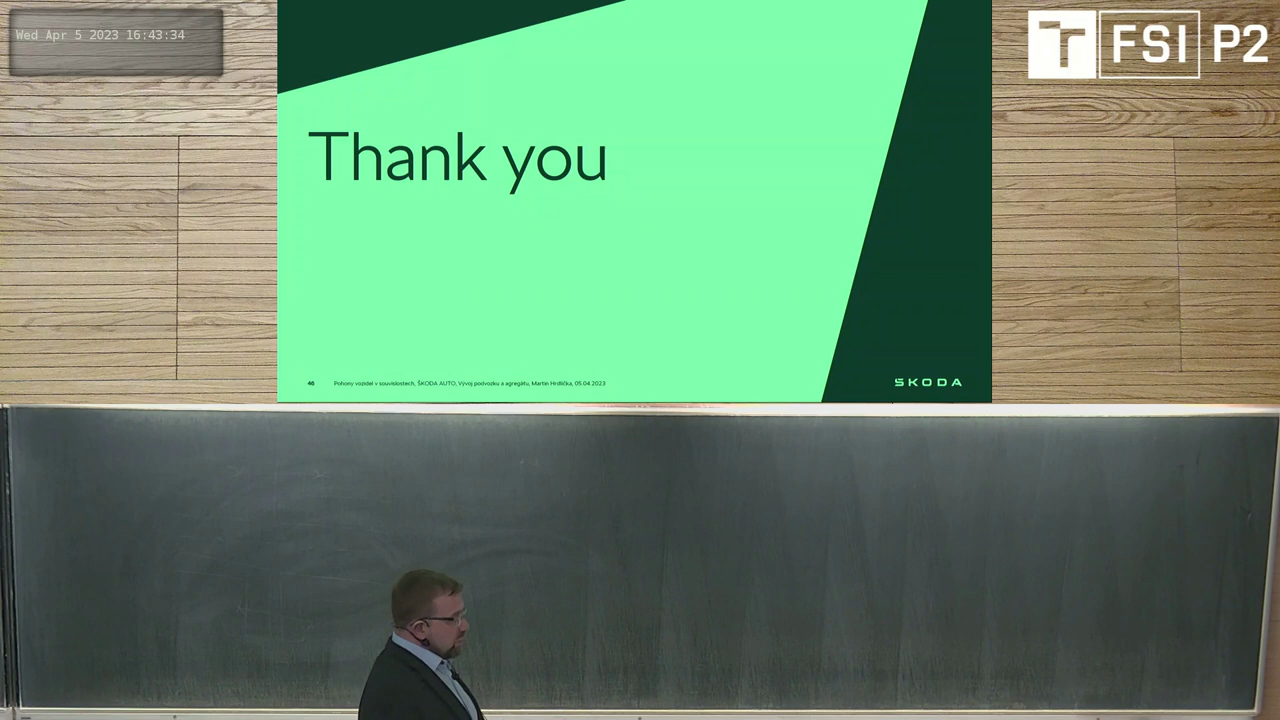 Wed Apr 5 2023 16:43:34
T FSI P2
Thank you
46 Pohony vozidel v souvislostech, ŠKODA AUTO, Vývoj podvozku a agregátu, Martin Hrdlička, 05.04.2023
ŠKODA